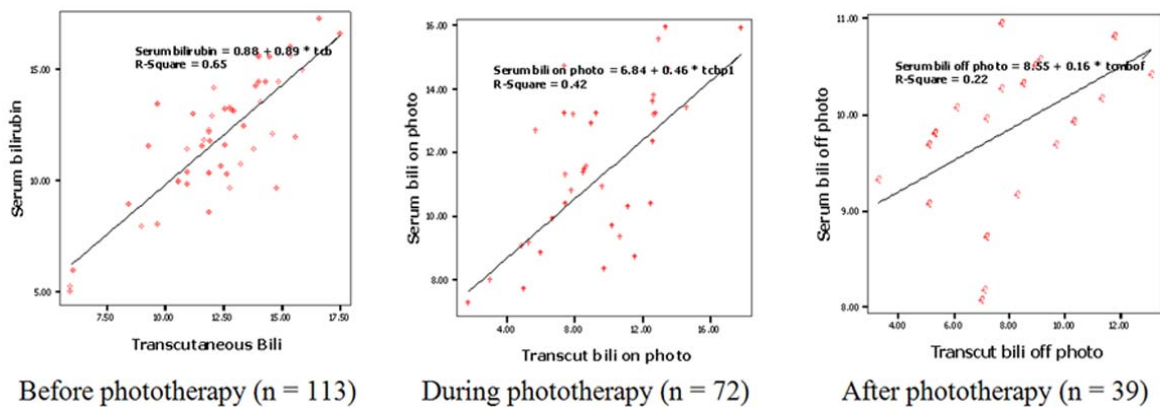 Serum bilirubin = 0.88 + 0.89 * tcb
R-Square = 0.65
15.00
10.00
5.00
Serum bilirubin
7.50 10.00 12.50 15.00 17.50
Transcutaneous Bili
Before phototherapy (n = 113)
16.00
Serum bili on photo = 6.84 + 0.46 * tcbp1
R-Square = 0.42
14.00
12.00
10.00
8.00
Serum bili on photo
4.00 8.00 12.00 16.00
Transcut bili on photo
During phototherapy (n = 72)
11.00
Serum bili off photo = 8.55 + 0.16 *
R-Square = 0.22
10.00
9.00
8.00
Serum bili off photo
4.00 6.00 8.00 10.00 12.00
Transcut bili off photo
After phototherapy (n = 39)